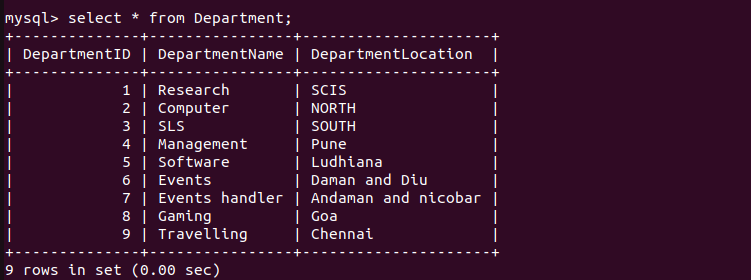 mysql> select * from Department;
+--------------+----------------+---------------------+
| DepartmentID | DepartmentName | DepartmentLocation  |
+--------------+----------------+---------------------+
|            1 | Research       | SCIS                |
|            2 | Computer       | NORTH               |
|            3 | SLS            | SOUTH               |
|            4 | Management     | Pune                |
|            5 | Software       | Ludhiana            |
|            6 | Events         | Daman and Diu       |
|            7 | Events handler | Andaman and nicobar |
|            8 | Gaming         | Goa                 |
|            9 | Travelling     | Chennai             |
+--------------+----------------+---------------------+
9 rows in set (0.00 sec)